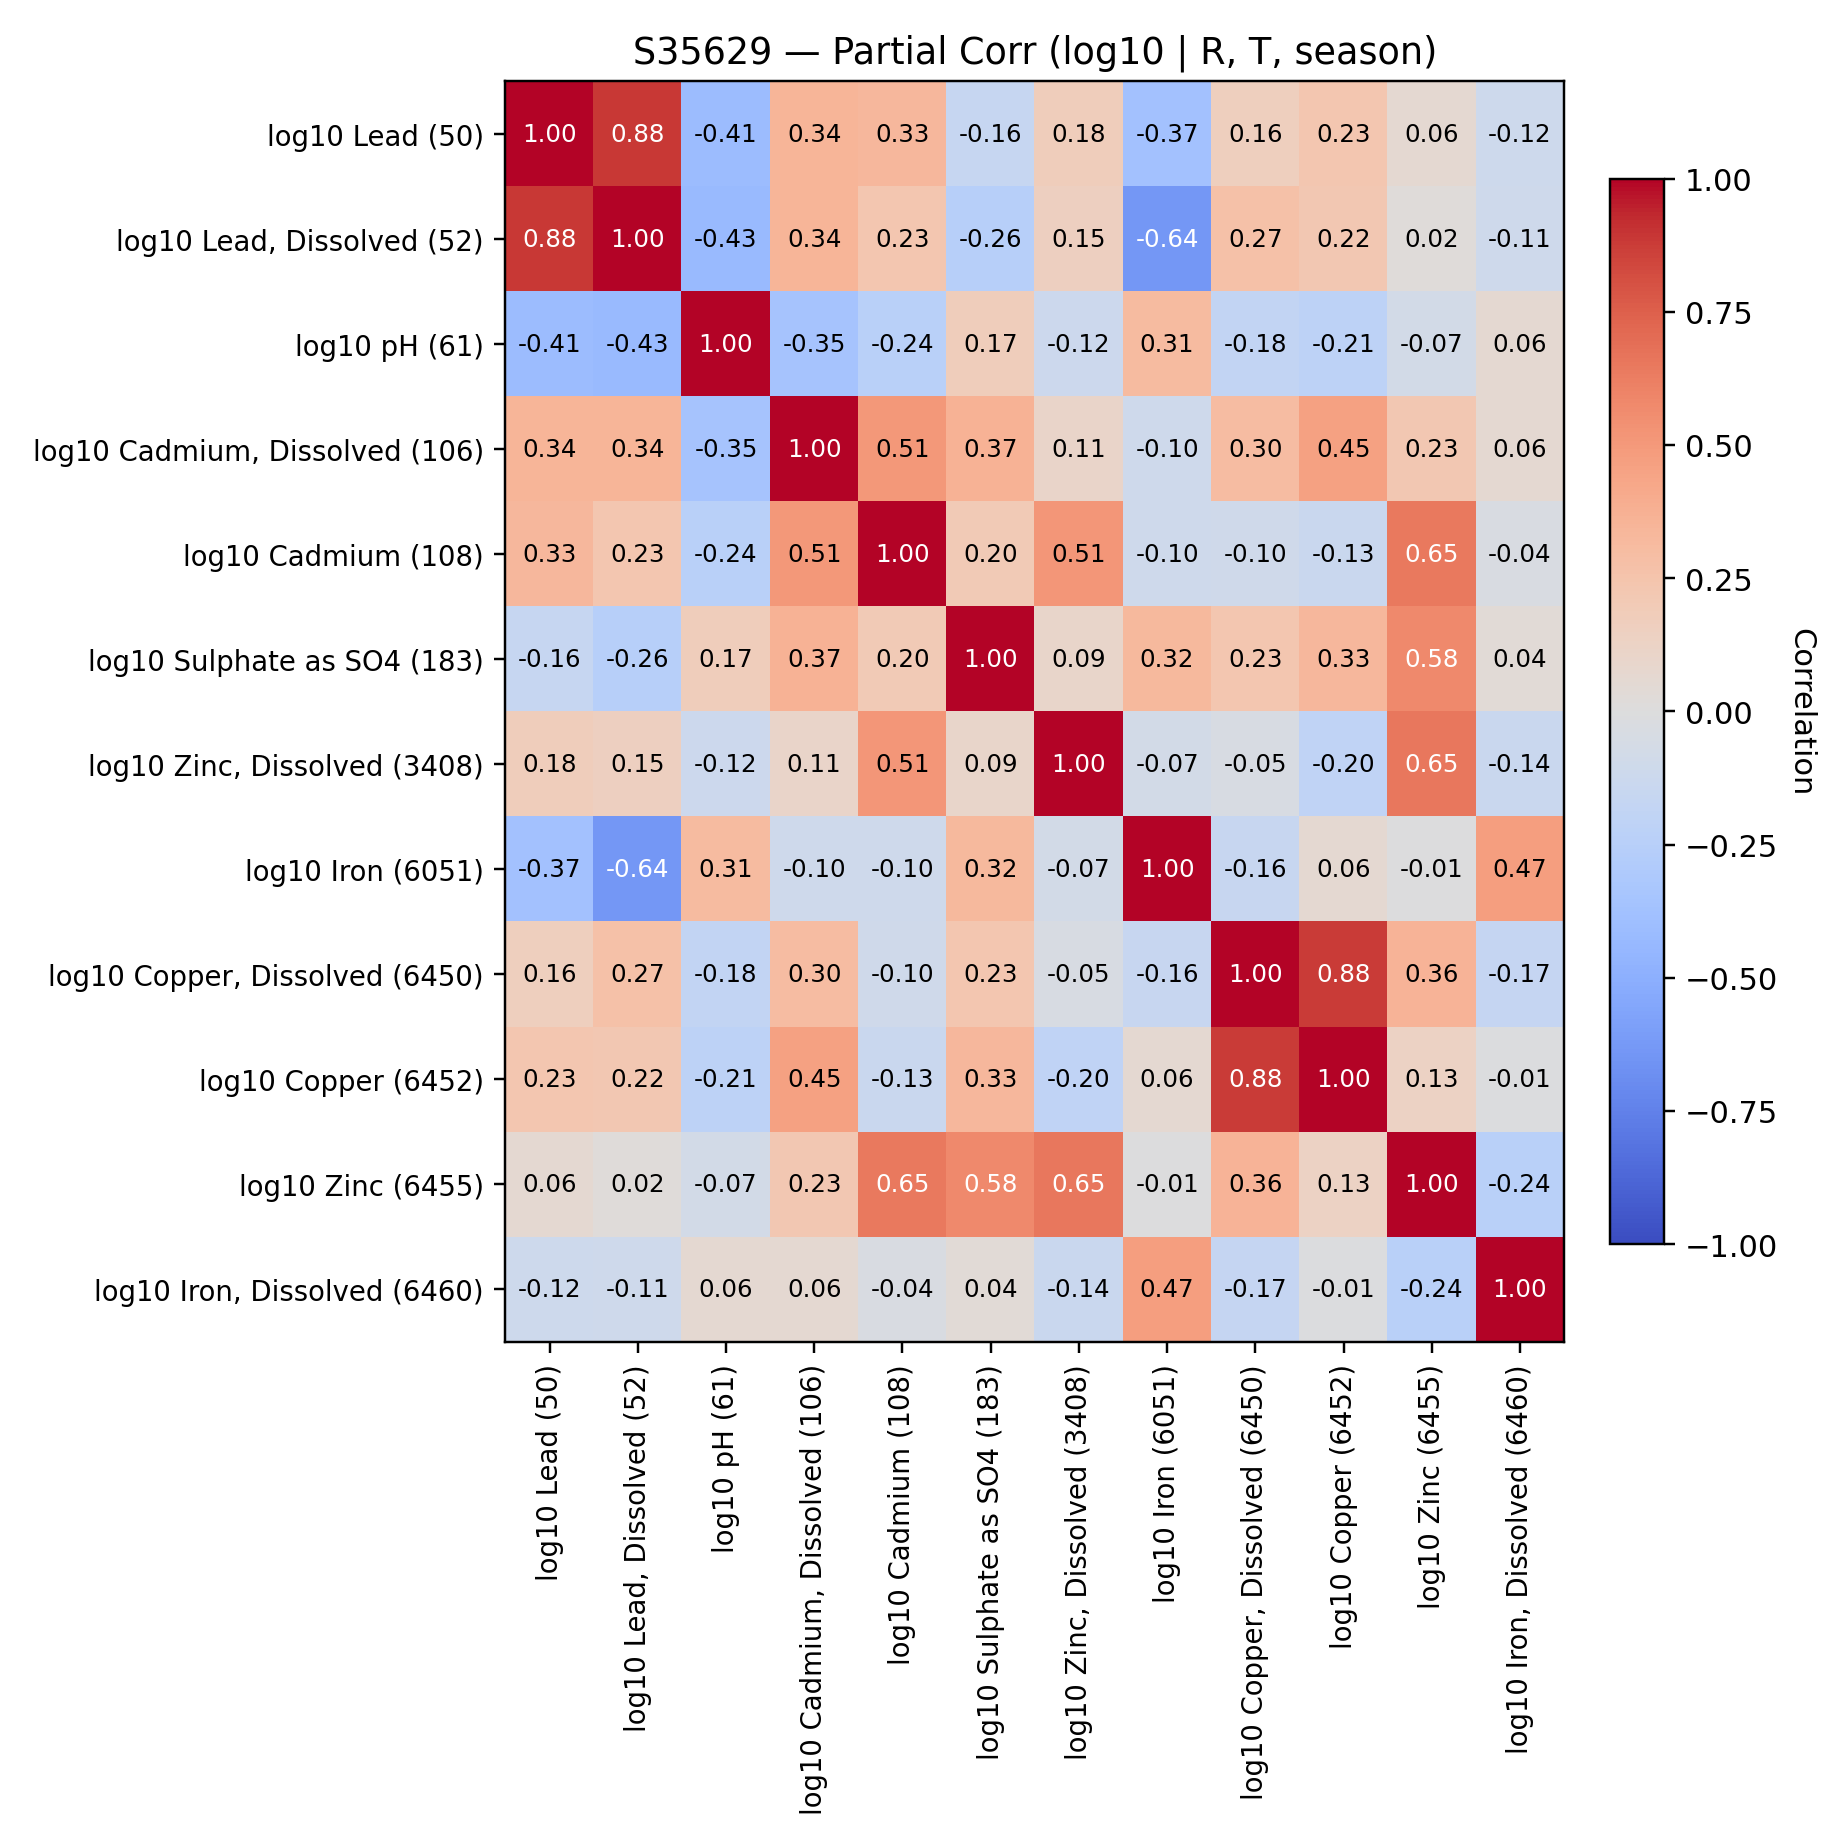 S35629 — Partial Corr (log10 | R, T, season)
log10 Lead (50) 1.00 0.88 -0.41 0.34 0.33 -0.16 0.18 -0.37 0.16 0.23 0.06 -0.12
log10 Lead, Dissolved (52) 0.88 1.00 -0.43 0.34 0.23 -0.26 0.15 -0.64 0.27 0.22 0.02 -0.11
log10 pH (61) -0.41 -0.43 1.00 -0.35 -0.24 0.17 -0.12 0.31 -0.18 -0.21 -0.07 0.06
log10 Cadmium, Dissolved (106) 0.34 0.34 -0.35 1.00 0.51 0.37 0.11 -0.10 0.30 0.45 0.23 0.06
log10 Cadmium (108) 0.33 0.23 -0.24 0.51 1.00 0.20 0.51 -0.10 -0.10 -0.13 0.65 -0.04
log10 Sulphate as SO4 (183) -0.16 -0.26 0.17 0.37 0.20 1.00 0.09 0.32 0.23 0.33 0.58 0.04
log10 Zinc, Dissolved (3408) 0.18 0.15 -0.12 0.11 0.51 0.09 1.00 -0.07 -0.05 -0.20 0.65 -0.14
log10 Iron (6051) -0.37 -0.64 0.31 -0.10 -0.10 0.32 -0.07 1.00 -0.16 0.06 -0.01 0.47
log10 Copper, Dissolved (6450) 0.16 0.27 -0.18 0.30 -0.10 0.23 -0.05 -0.16 1.00 0.88 0.36 -0.17
log10 Copper (6452) 0.23 0.22 -0.21 0.45 -0.13 0.33 -0.20 0.06 0.88 1.00 0.13 -0.01
log10 Zinc (6455) 0.06 0.02 -0.07 0.23 0.65 0.58 0.65 -0.01 0.36 0.13 1.00 -0.24
log10 Iron, Dissolved (6460) -0.12 -0.11 0.06 0.06 -0.04 0.04 -0.14 0.47 -0.17 -0.01 -0.24 1.00
log10 Lead (50)
log10 Lead, Dissolved (52)
log10 pH (61)
log10 Cadmium, Dissolved (106)
log10 Cadmium (108)
log10 Sulphate as SO4 (183)
log10 Zinc, Dissolved (3408)
log10 Iron (6051)
log10 Copper, Dissolved (6450)
log10 Copper (6452)
log10 Zinc (6455)
log10 Iron, Dissolved (6460)
1.00
0.75
0.50
0.25
0.00
−0.25
−0.50
−0.75
−1.00
Correlation